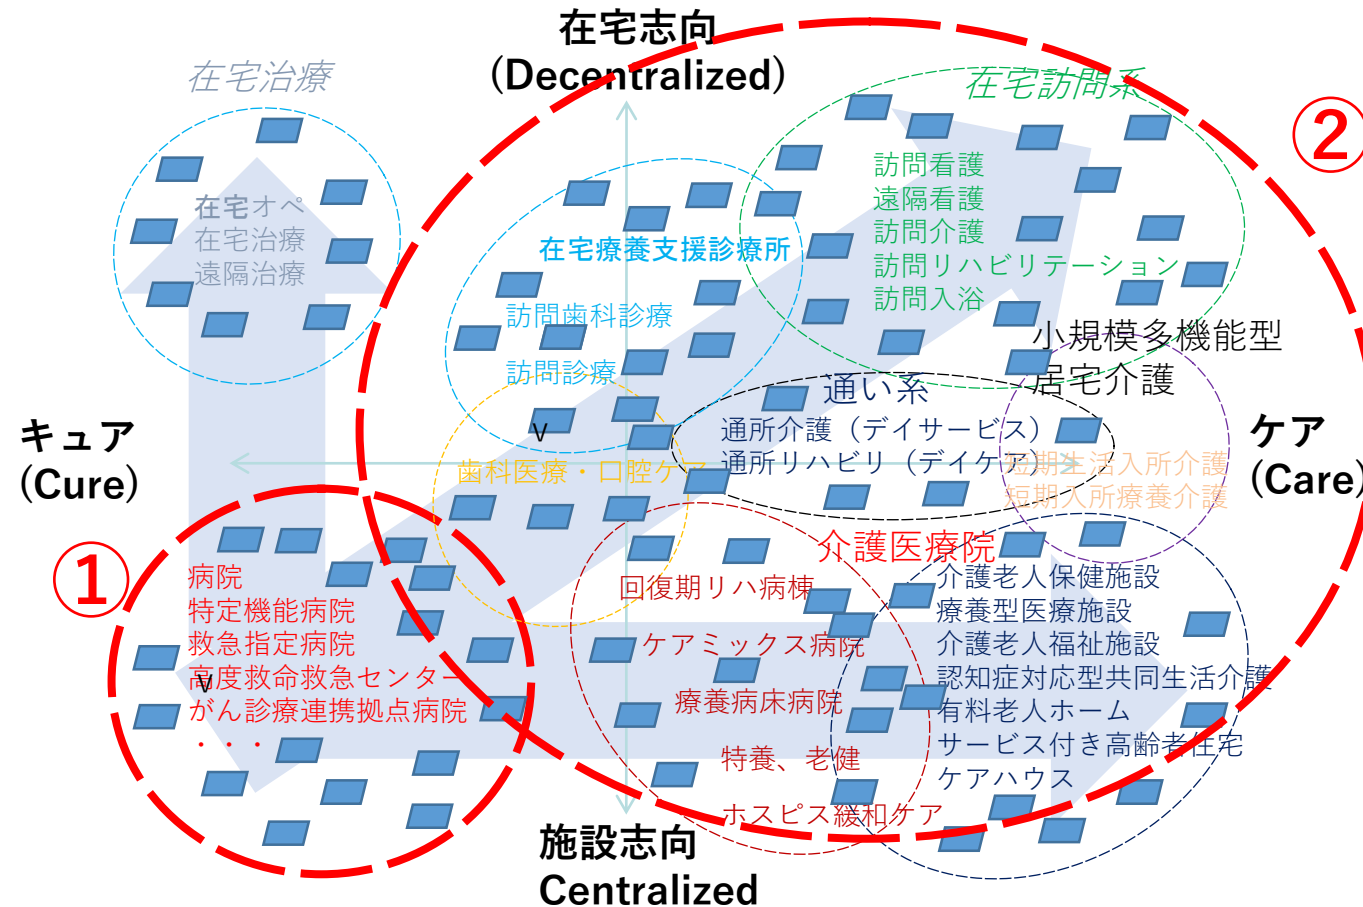 在宅志向
(Decentralized)
在宅治療
在宅訪問系
②
在宅オペ
在宅治療
遠隔治療
在宅療養支援診療所
訪問歯科診療
訪問診療
訪問看護
遠隔看護
訪問介護
訪問リハビリテーション
訪問入浴
小規模多機能型
居宅介護
通い系
通所介護（デイサービス）
通所リハビリ（デイケア）
短期生活入所介護
短期入所療養介護
キュア
(Cure)
ケア
(Care)
V
歯科医療・口腔ケア
①
病院
特定機能病院
救急指定病院
高度救命救急センター
V
がん診療連携拠点病院
・・・
介護医療院
回復期リハ病棟
ケアミックス病院
療養病床病院
特養、老健
ホスピス緩和ケア
介護老人保健施設
療養型医療施設
介護老人福祉施設
認知症対応型共同生活介護
有料老人ホーム
サービス付き高齢者住宅
ケアハウス
施設志向
Centralized